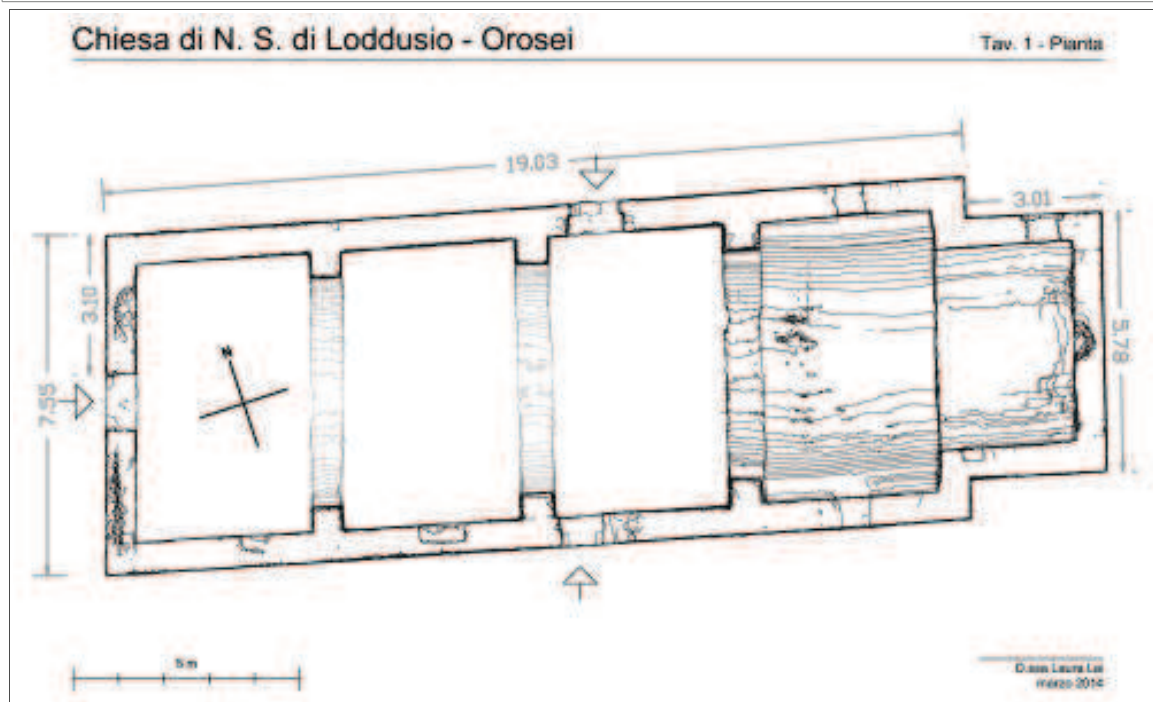 Chiesa di N. S. di Loddusio - Orosei
Tav. 1 - Pianta
19.03
3.01
3.10
7.55
5.78
N
5 m
D.ssa Laura Lai
marzo 2014